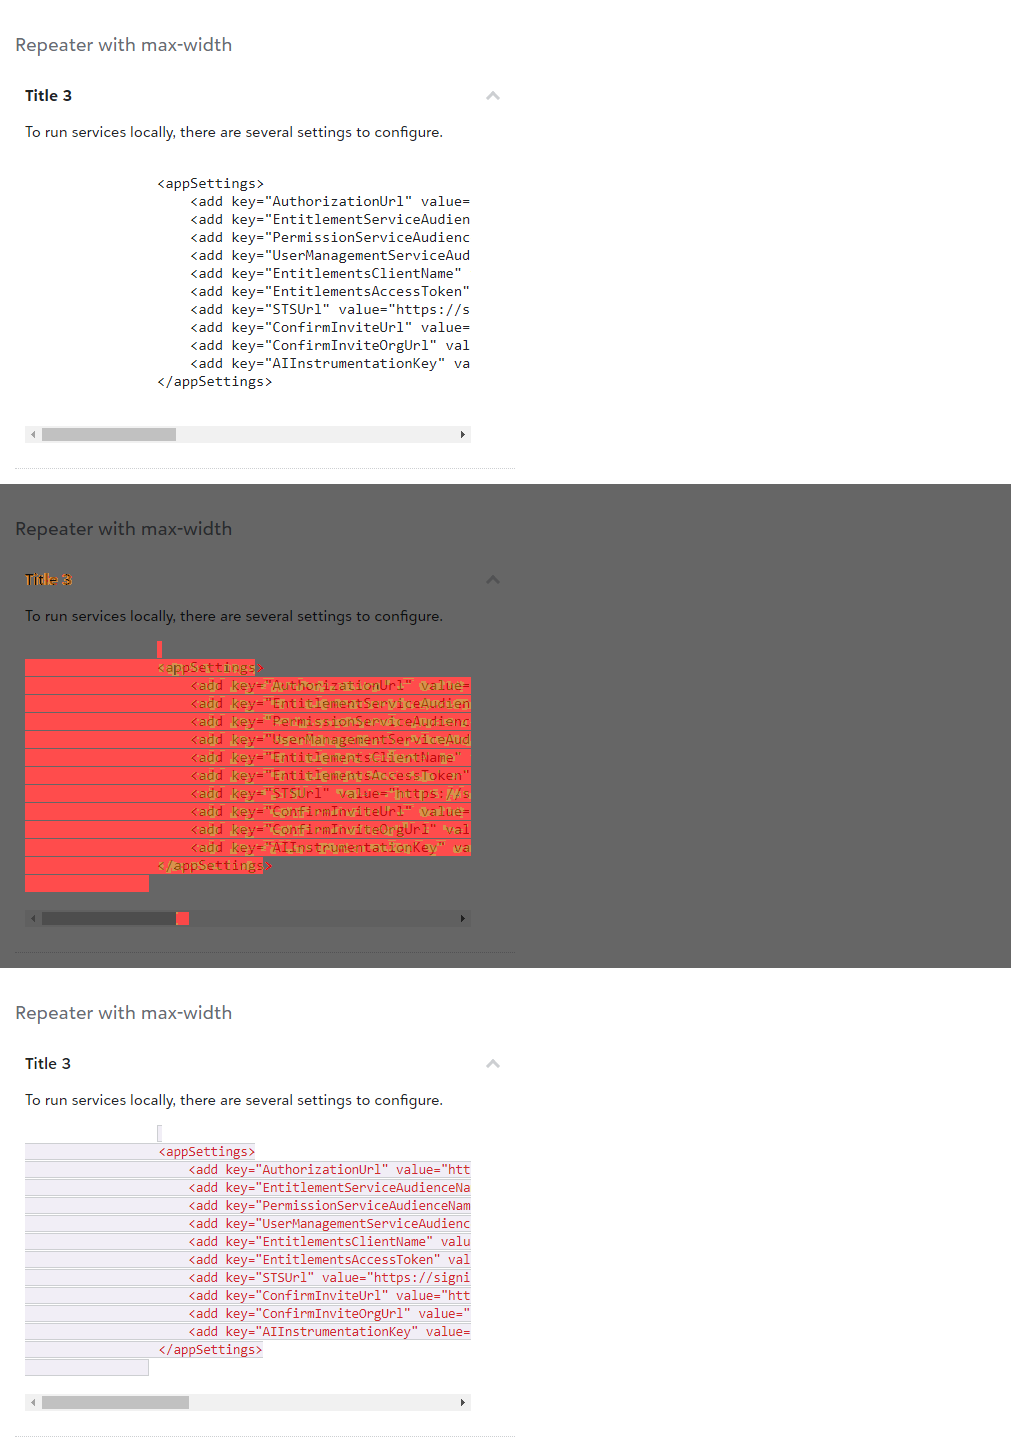 Repeater with max-width
Title 3
To run services locally, there are several settings to configure.
<appSettings>
<add key="AuthorizationUrl" value=
<add key="EntitlementServiceAudien
<add key="PermissionServiceAudienc
<add key="UserManagementServiceAud
<add key="EntitlementsClientName"
<add key="EntitlementsAccessToken"
<add key="STSUrl" value="https://s
<add key="ConfirmInviteUrl" value=
<add key="ConfirmInviteOrgUrl" val
<add key="AIInstrumentationKey" va
</appSettings>
Repeater with max-width
Title 3
To run services locally, there are several settings to configure.
<appSettings>
<add key="AuthorizationUrl" value=
<add key="EntitlementServiceAudien
<add key="PermissionServiceAudienc
<add key="UserManagementServiceAud
<add key="EntitlementsClientName"
<add key="EntitlementsAccessToken"
<add key="STSUrl" value="https://s
<add key="ConfirmInviteUrl" value=
<add key="ConfirmInviteOrgUrl" val
<add key="AIInstrumentationKey" va
</appSettings>
Repeater with max-width
Title 3
To run services locally, there are several settings to configure.
<appSettings>
<add key="AuthorizationUrl" value="htt
<add key="EntitlementServiceAudienceNa
<add key="PermissionServiceAudienceNam
<add key="UserManagementServiceAudienc
<add key="EntitlementsClientName" valu
<add key="EntitlementsAccessToken" val
<add key="STSUrl" value="https://signi
<add key="ConfirmInviteUrl" value="htt
<add key="ConfirmInviteOrgUrl" value="
<add key="AIInstrumentationKey" value=
</appSettings>